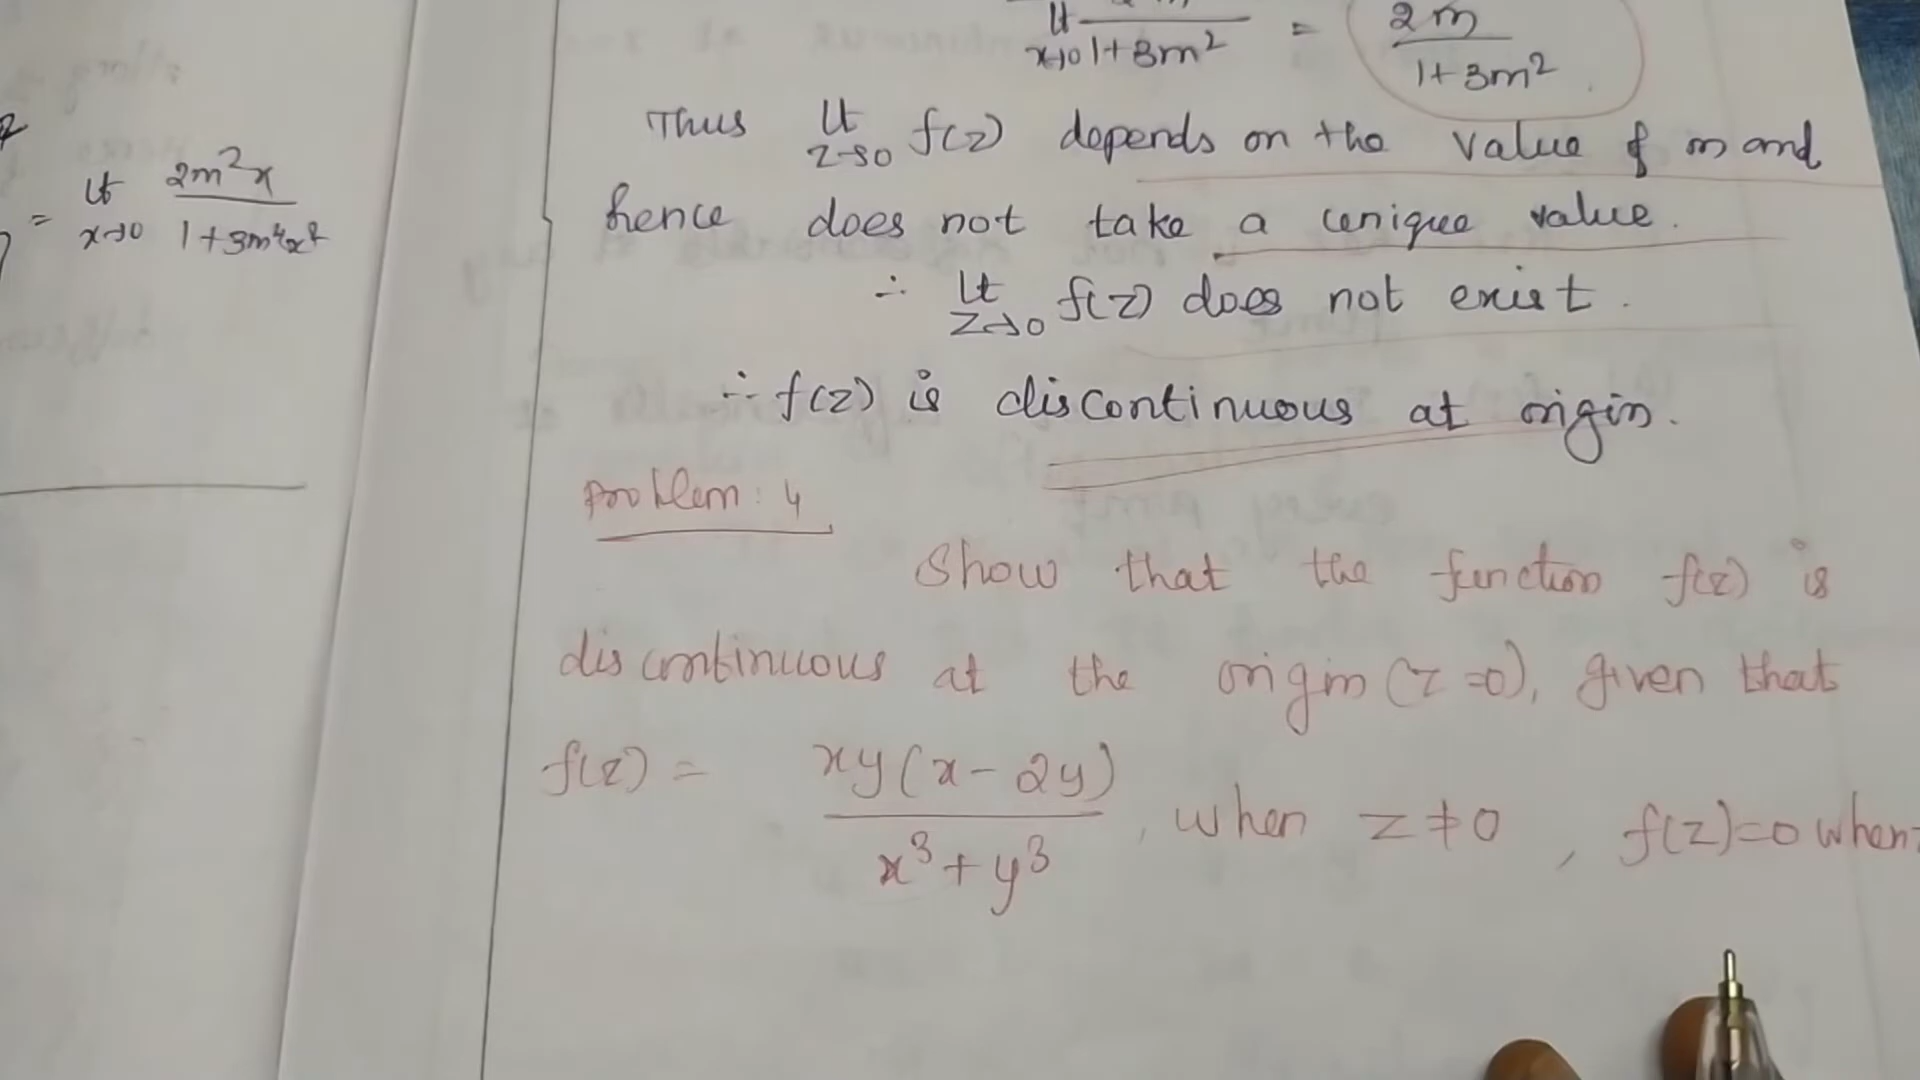 = lt x→0 2m²x / 1+3m⁴x²
lt x→0 / 1+3m² = 2m / 1+3m²
Thus lt z→0 f(z) depends on the value of m and
hence does not take a unique value.
∴ lt z→0 f(z) does not exist.
∴ f(z) is discontinuous at origin.
Problem: 4
Show that the function f(z) is
discontinuous at the origin (z=0), given that
f(z) = xy(x-2y) / x³+y³, when z≠0, f(z)=0 when